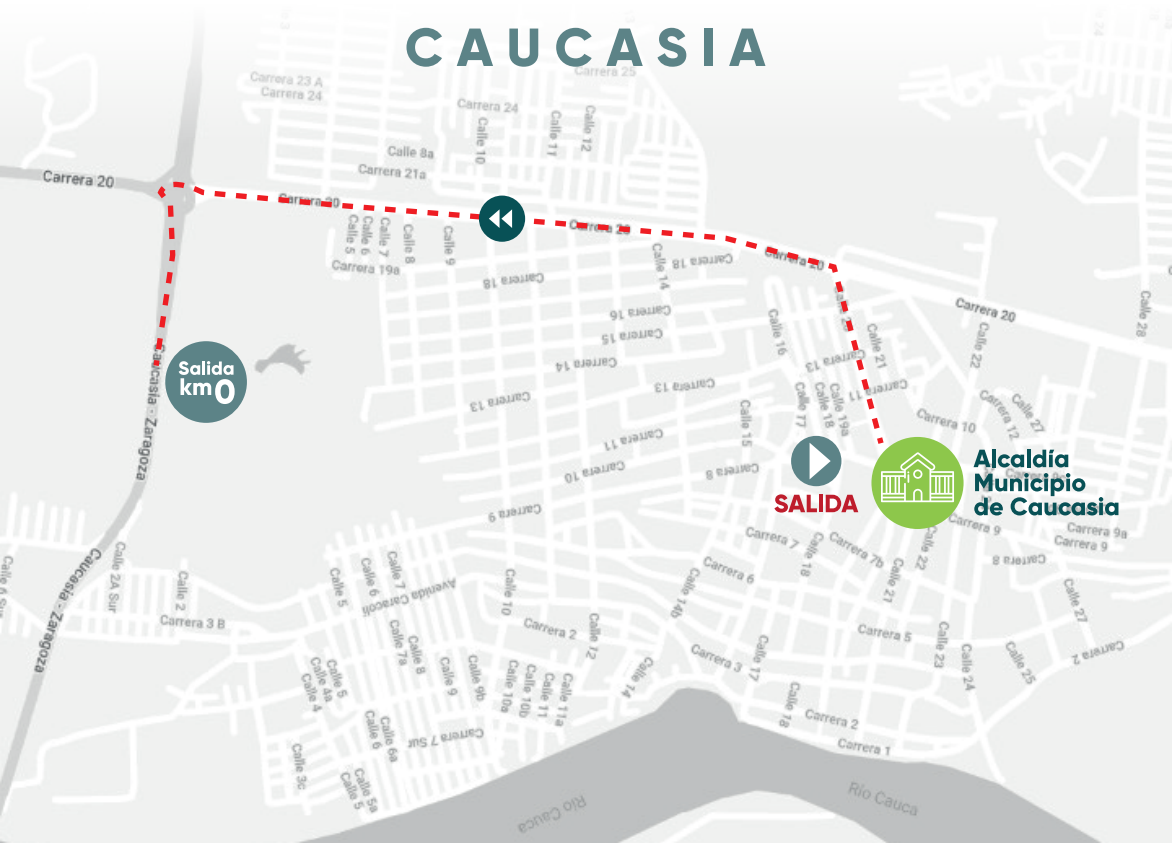 CAUCASIA
Carrera 25
Carrera 23 A
Carrera 24
Carrera 24
Calle 10
Calle 11
Calle 12
Calle 8a
Carrera 21a
Carrera 20
Carrera 20
Carrera 20
Carrera 20
Carrera 20
Calle 5
Calle 6
Calle 7
Calle 8
Calle 9
Carrera 19a
Carrera 18
Carrera 18
Calle 14
Carrera 16
Carrera 15
Carrera 14
Carrera 13
Carrera 13
Carrera 13
Carrera 11
Carrera 11
Carrera 10
Carrera 10
Carrera 9
Carrera 8
Calle 15
Calle 16
Calle 17
Calle 18
Calle 19a
Calle 21
Calle 22
Calle 28
Carrera 12
Calle 27
Salida
km 0
Caucasia - Zaragoza
SALIDA
Alcaldía
Municipio
de Caucasia
Carrera 9
Carrera 9a
Carrera 9
Carrera 8
Carrera 7
Calle 18
Carrera 7b
Calle 21
Calle 22
Carrera 6
Calle 14b
Calle 27
Carrera 5
Calle 23
Calle 24
Calle 25
Carrera 2
Carrera 3
Calle 17
Calle 18
Carrera 2
Carrera 1
Caucasia - Zaragoza
Calle 6 Sur
Calle 2A Sur
Calle 2
Carrera 3 B
Calle 5
Calle 6
Calle 7
Avenida Caracolí
Calle 10
Carrera 2
Calle 12
Calle 7a
Calle 8
Calle 9
Calle 9b
Calle 10a
Calle 10b
Calle 11
Calle 11a
Calle 14
Calle 5
Calle 4a
Calle 4
Calle 6
Calle 6a
Carrera 7 Sur
Calle 3c
Calle 5a
Calle 5
Río Cauca
Río Cauca